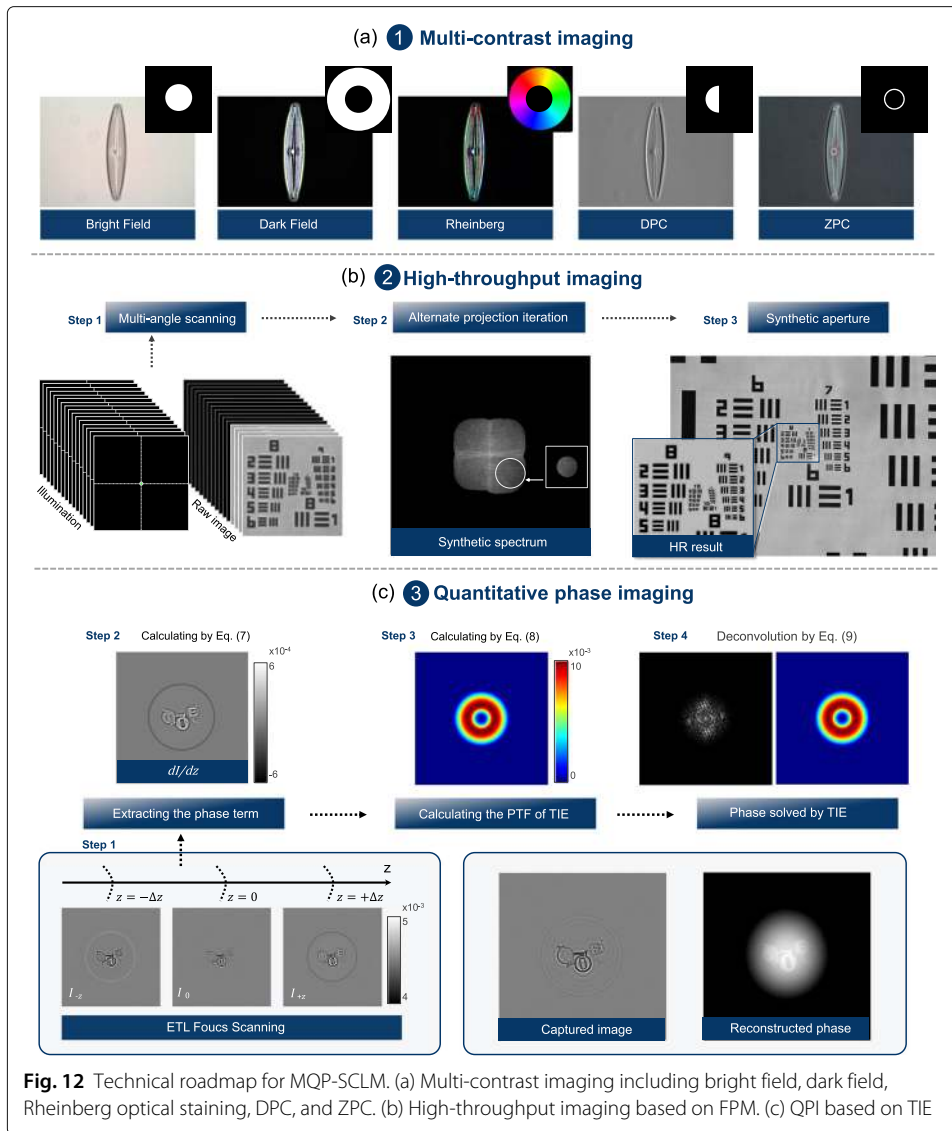 (a) 1 Multi-contrast imaging
Bright Field
Dark Field
Rheinberg
DPC
ZPC
(b) 2 High-throughput imaging
Step 1 Multi-angle scanning
Step 2 Alternate projection iteration
Step 3 Synthetic aperture
Illumination
Raw image
Synthetic spectrum
HR result
(c) 3 Quantitative phase imaging
Step 2 Calculating by Eq. (7)
Step 3 Calculating by Eq. (8)
Step 4 Deconvolution by Eq. (9)
x10⁻⁴
6
-6
x10⁻³
10
0
dI/dz
Extracting the phase term
Calculating the PTF of TIE
Phase solved by TIE
Step 1
z
z = −Δz
z = 0
z = +Δz
x10⁻³
5
4
I₋z
I₀
I₊z
ETL Foucs Scanning
Captured image
Reconstructed phase
Fig. 12 Technical roadmap for MQP-SCLM. (a) Multi-contrast imaging including bright field, dark field,
Rheinberg optical staining, DPC, and ZPC. (b) High-throughput imaging based on FPM. (c) QPI based on TIE